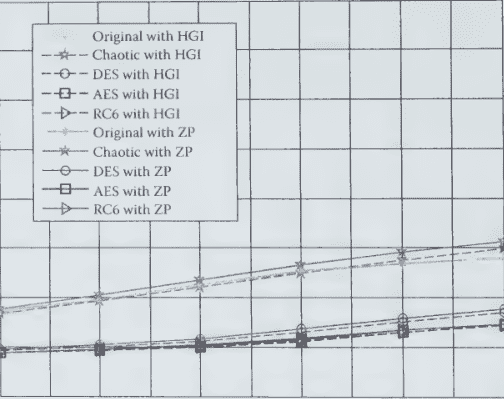 Original with HGI
Chaotic with HGI
DES with HGI
AES with HGI
RC6 with HGI
Original with ZP
Chaotic with ZP
DES with ZP
AES with ZP
RC6 with ZP